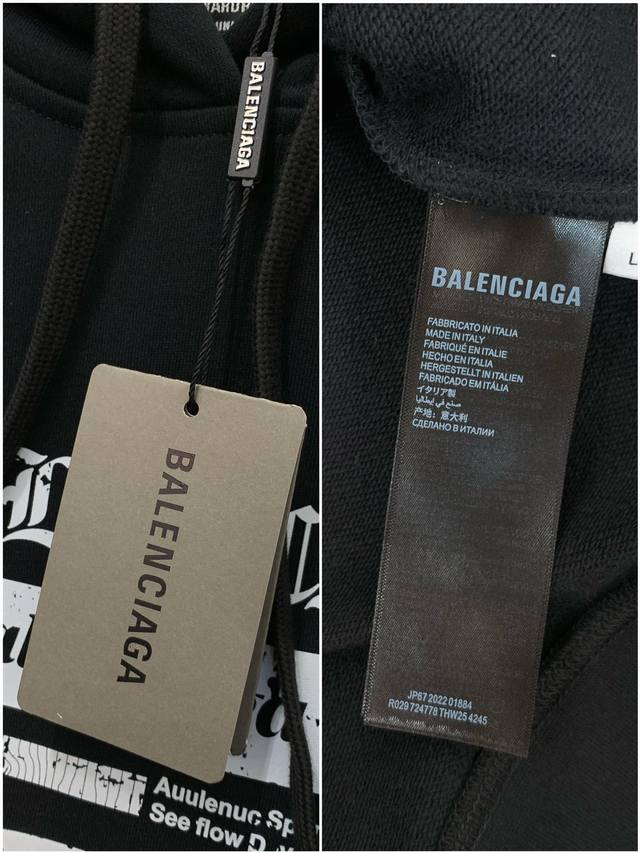 BALENCIAGA
BALENCIAGA
Auulenuc
See flow
BALENCIAGA
FABBRICATO IN ITALIA
MADE IN ITALY
FABRIQUÉ EN ITALIE
HECHO EN ITALIA
HERGESTELLT IN ITALIEN
FABRICADO EM ITÁLIA
イタリア製
صنع في إيطاليا
产地：意大利
СДЕЛАНО В ИТАЛИИ
JP67 2022 01884
R029 724778 THW25 4245
L